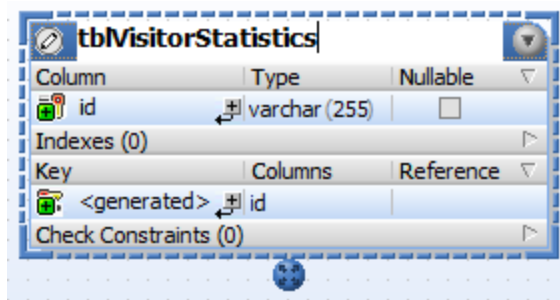 tblVisitorStatistics
Column Type Nullable
id varchar (255)
Indexes (0)
Key Columns Reference
<generated> id
Check Constraints (0)